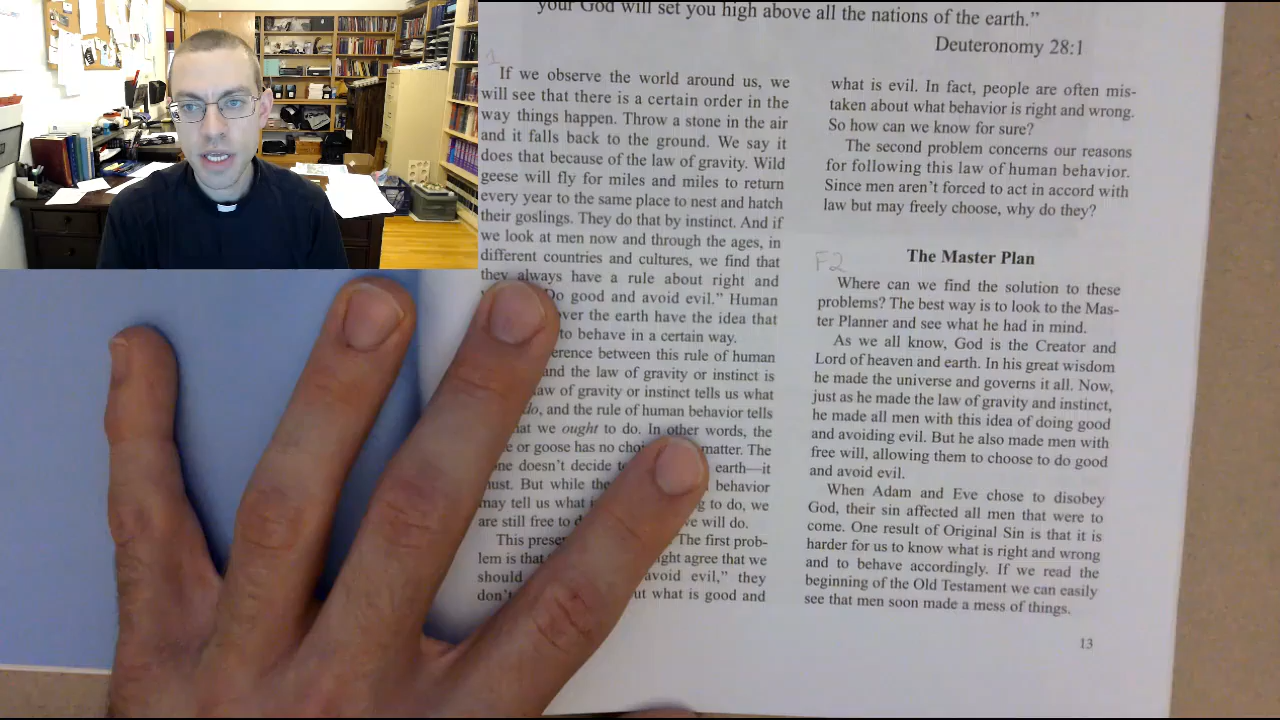 your God will set you high above all the nations of the earth.”
Deuteronomy 28:1
1
If we observe the world around us, we
will see that there is a certain order in the
way things happen. Throw a stone in the air
and it falls back to the ground. We say it
does that because of the law of gravity. Wild
geese will fly for miles and miles to return
every year to the same place to nest and hatch
their goslings. They do that by instinct. And if
we look at men now and through the ages, in
different countries and cultures, we find that
they always have a rule about right and
Do good and avoid evil.” Human
over the earth have the idea that
to behave in a certain way.
erence between this rule of human
and the law of gravity or instinct is
aw of gravity or instinct tells us what
do, and the rule of human behavior tells
at we ought to do. In other words, the
or goose has no choi matter. The
ne doesn’t decide to earth—it
must. But while the behavior
may tell us what i g to do, we
are still free to d we will do.
This prese The first prob-
lem is that ight agree that we
should avoid evil,” they
don’t ut what is good and
what is evil. In fact, people are often mis-
taken about what behavior is right and wrong.
So how can we know for sure?
The second problem concerns our reasons
for following this law of human behavior.
Since men aren’t forced to act in accord with
law but may freely choose, why do they?
F2
The Master Plan
Where can we find the solution to these
problems? The best way is to look to the Mas-
ter Planner and see what he had in mind.
As we all know, God is the Creator and
Lord of heaven and earth. In his great wisdom
he made the universe and governs it all. Now,
just as he made the law of gravity and instinct,
he made all men with this idea of doing good
and avoiding evil. But he also made men with
free will, allowing them to choose to do good
and avoid evil.
When Adam and Eve chose to disobey
God, their sin affected all men that were to
come. One result of Original Sin is that it is
harder for us to know what is right and wrong
and to behave accordingly. If we read the
beginning of the Old Testament we can easily
see that men soon made a mess of things.
13